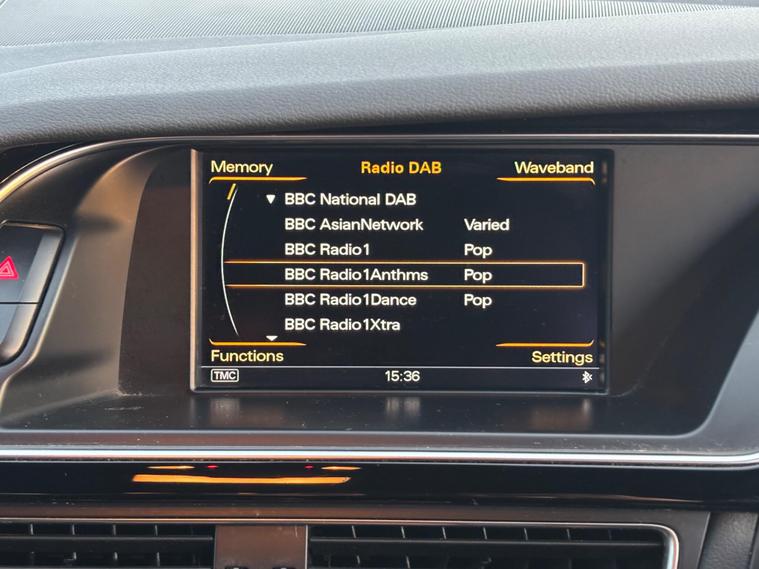 Memory Radio DAB Waveband
BBC National DAB
BBC AsianNetwork Varied
BBC Radio1 Pop
BBC Radio1Anthms Pop
BBC Radio1Dance Pop
BBC Radio1Xtra
Functions Settings
TMC 15:36